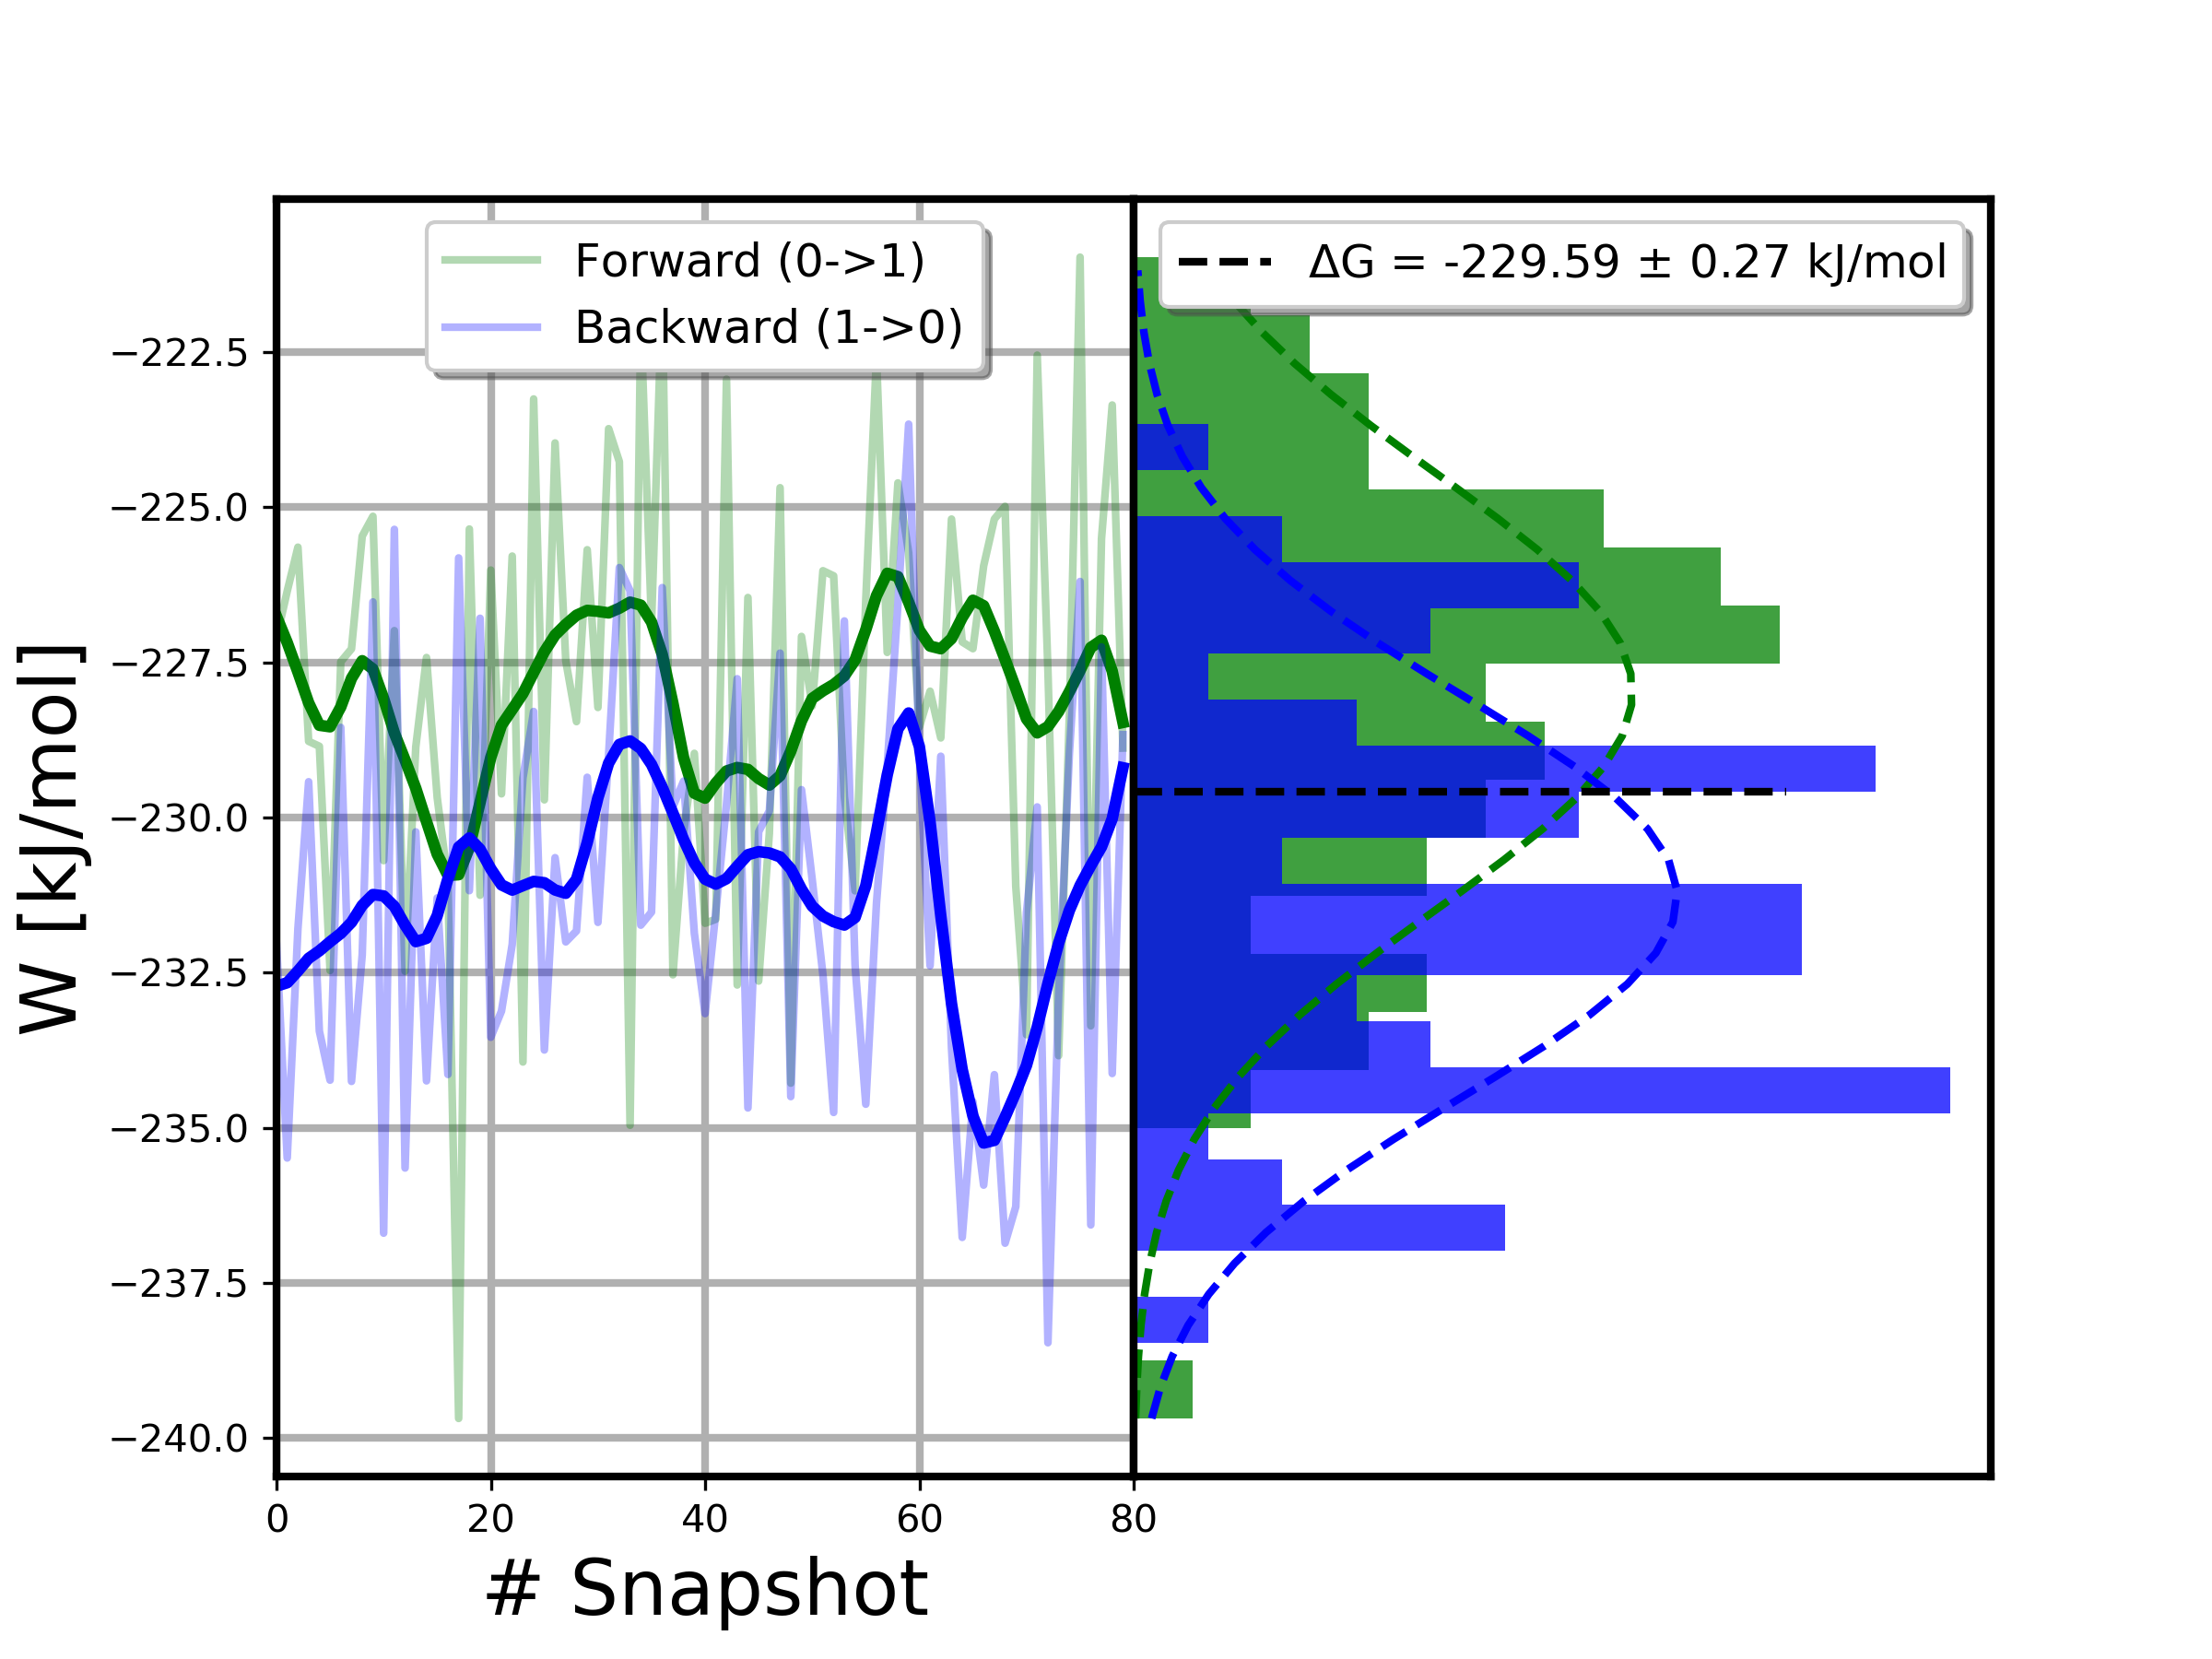 Forward (0->1)
Backward (1->0)
ΔG = -229.59 ± 0.27 kJ/mol
W [kJ/mol]
−222.5
−225.0
−227.5
−230.0
−232.5
−235.0
−237.5
−240.0
0 20 40 60 80
# Snapshot